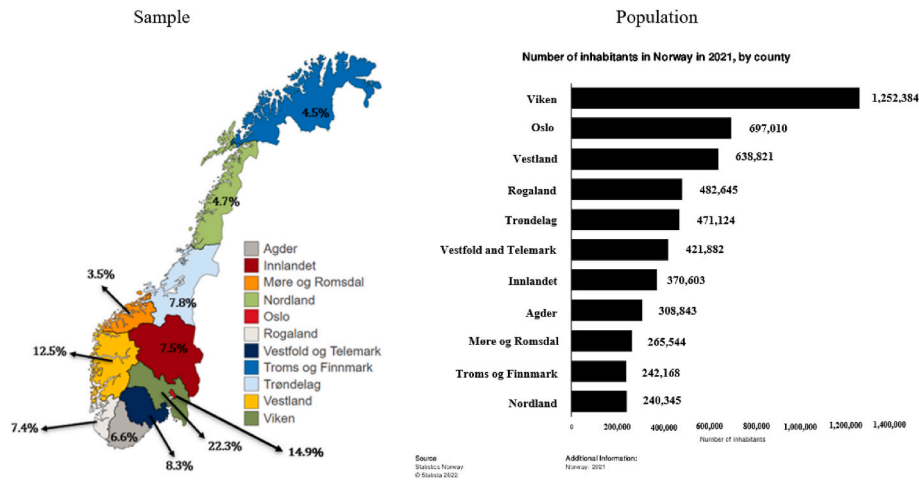 Sample
4.5%
4.7%
3.5%
7.8%
12.5%
7.5%
7.4%
6.6%
8.3%
22.3%
14.9%
Agder
Innlandet
Møre og Romsdal
Nordland
Oslo
Rogaland
Vestfold og Telemark
Troms og Finnmark
Trøndelag
Vestland
Viken
Population
Number of inhabitants in Norway in 2021, by county
Viken 1,252,384
Oslo 697,010
Vestland 638,821
Rogaland 482,645
Trøndelag 471,124
Vestfold and Telemark 421,882
Innlandet 370,603
Agder 308,843
Møre og Romsdal 265,544
Troms og Finnmark 242,168
Nordland 240,345
0 200,000 400,000 600,000 800,000 1,000,000 1,200,000 1,400,000
Number of inhabitants
Source
Statistics Norway
© Statista 2022
Additional Information:
Norway; 2021